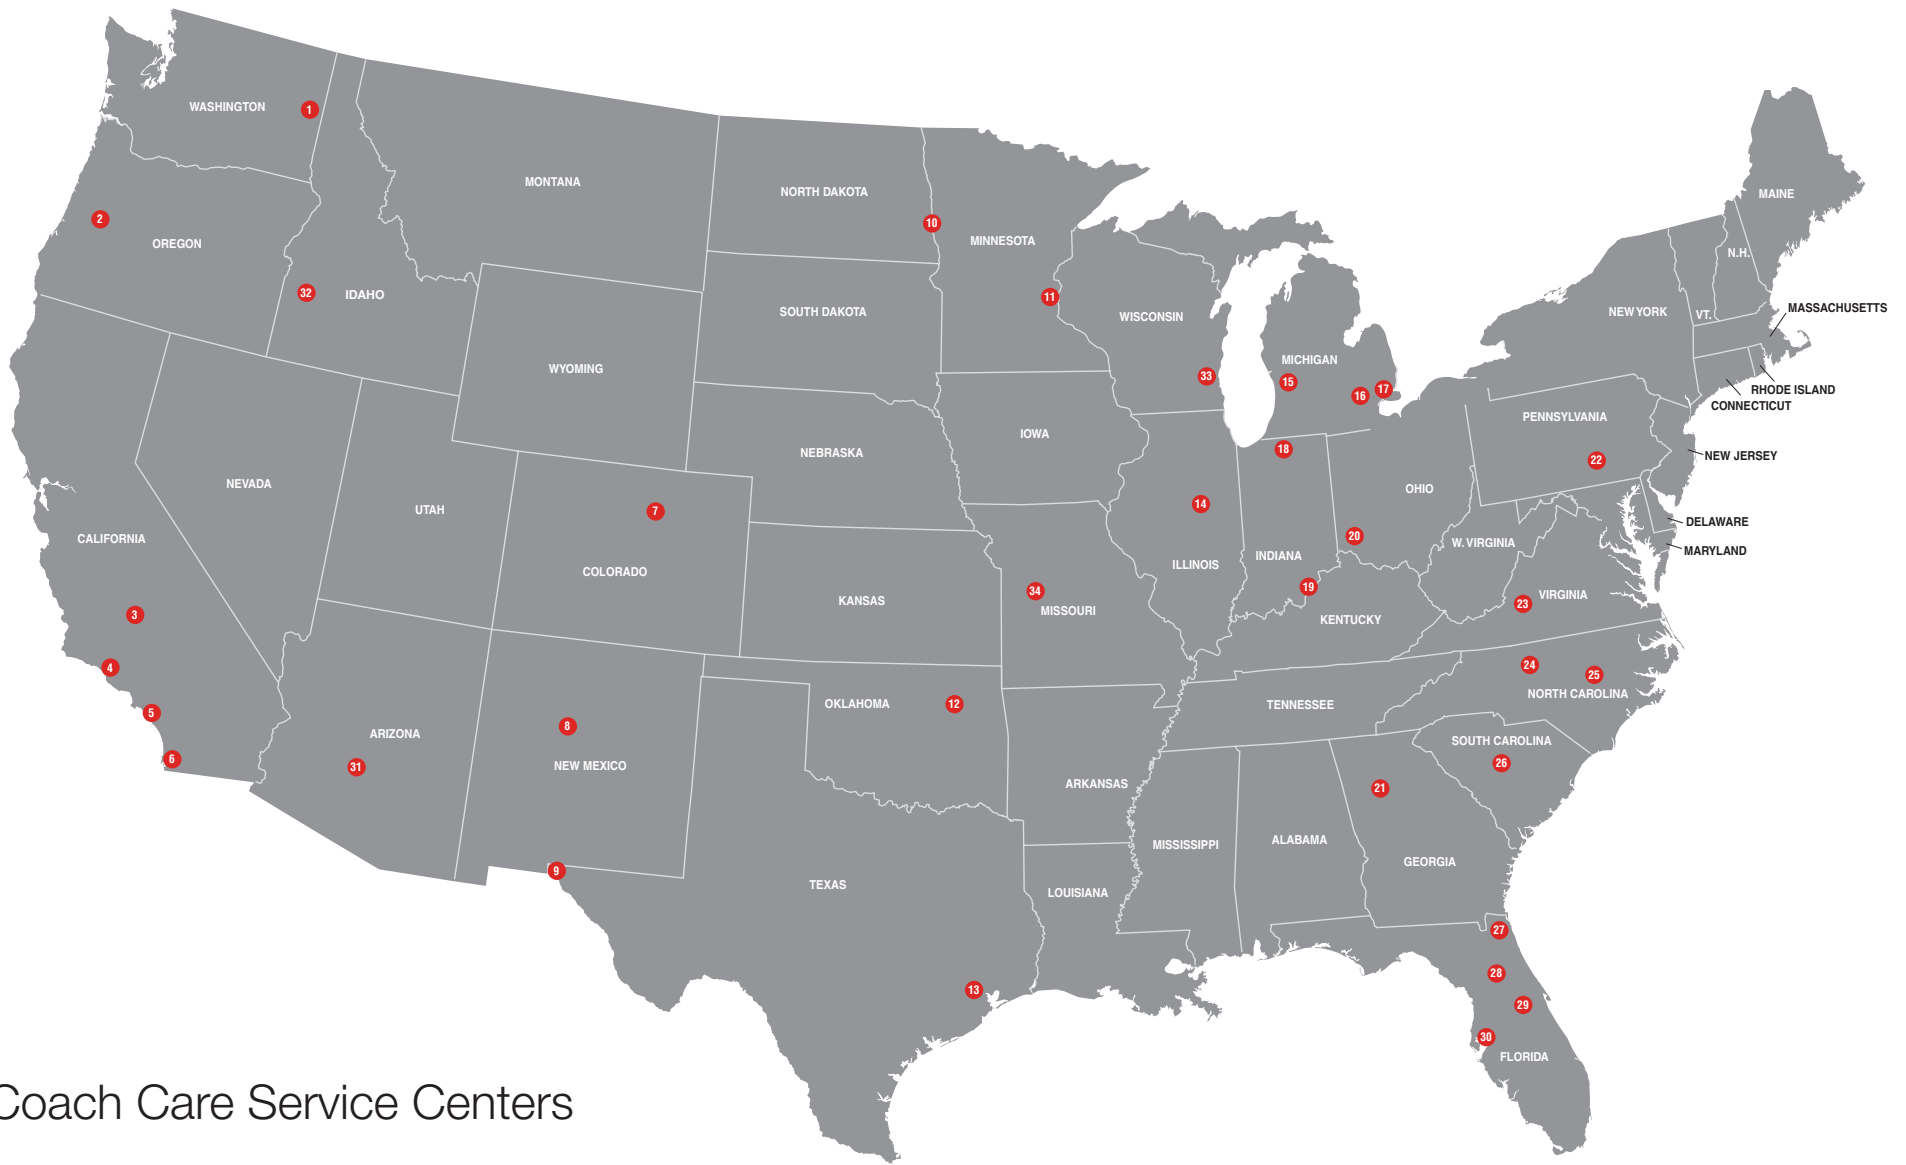 WASHINGTON
1
MONTANA
NORTH DAKOTA
10
MINNESOTA
MAINE
2
OREGON
32
IDAHO
11
WISCONSIN
SOUTH DAKOTA
N.H.
NEW YORK
VT.
MASSACHUSETTS
WYOMING
MICHIGAN
33
15
16
17
RHODE ISLAND
CONNECTICUT
IOWA
NEBRASKA
18
PENNSYLVANIA
22
NEW JERSEY
NEVADA
UTAH
7
14
OHIO
CALIFORNIA
COLORADO
20
ILLINOIS
INDIANA
W. VIRGINIA
DELAWARE
MARYLAND
3
KANSAS
34
MISSOURI
19
KENTUCKY
23
VIRGINIA
4
24
25
NORTH CAROLINA
5
OKLAHOMA
12
TENNESSEE
6
ARIZONA
8
31
NEW MEXICO
ARKANSAS
SOUTH CAROLINA
26
21
MISSISSIPPI
ALABAMA
GEORGIA
9
TEXAS
LOUISIANA
27
13
28
29
30
FLORIDA
Coach Care Service Centers